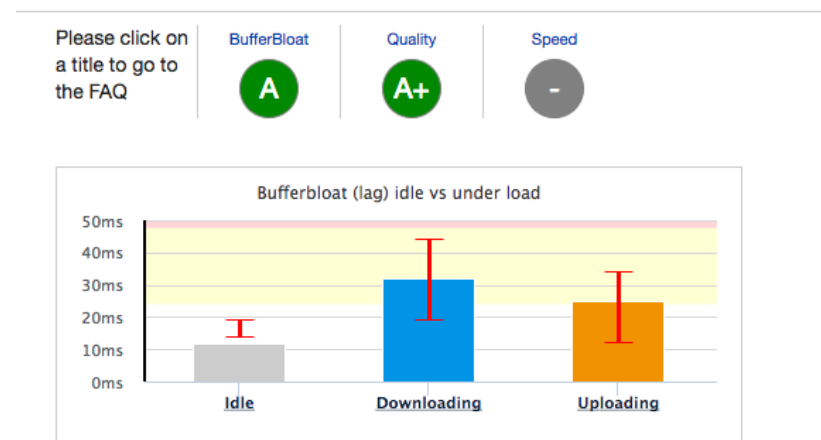 Please click on
a title to go to
the FAQ
BufferBloat
Quality
Speed
A
A+
-
Bufferbloat (lag) idle vs under load
50ms
40ms
30ms
20ms
10ms
0ms
Idle
Downloading
Uploading